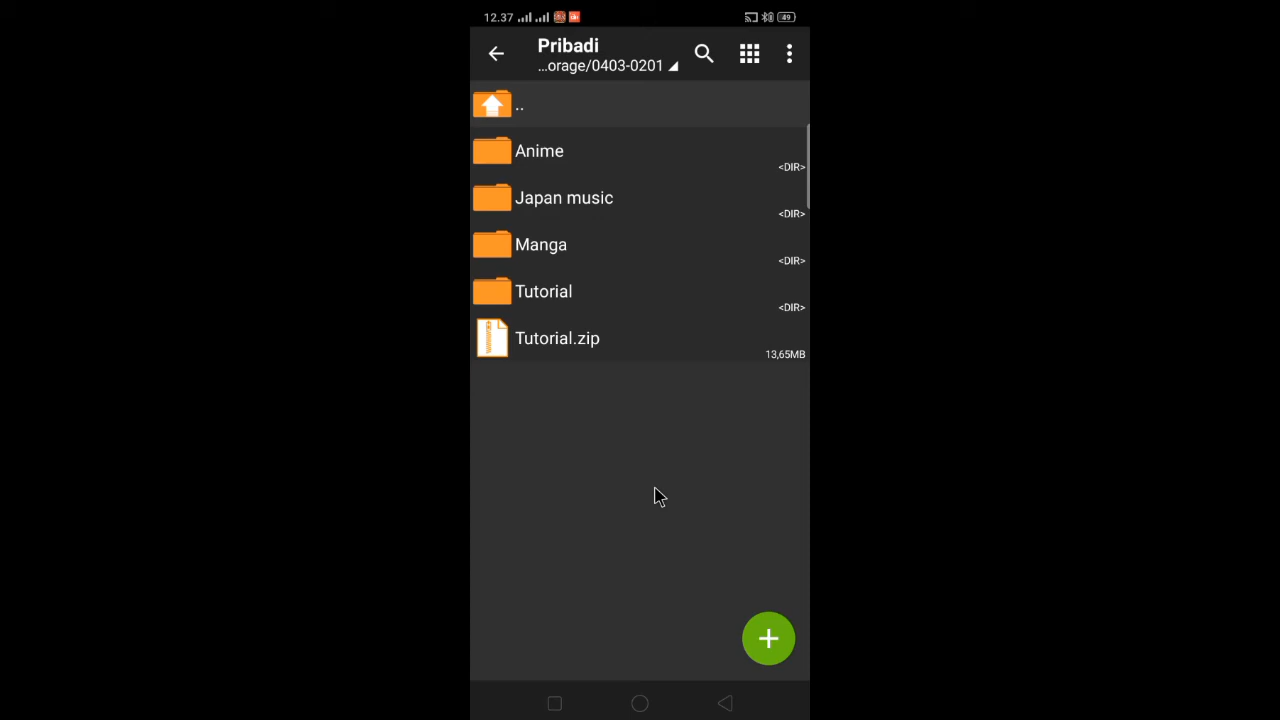 12.37
49
Pribadi
...orage/0403-0201
..
Anime
<DIR>
Japan music
<DIR>
Manga
<DIR>
Tutorial
<DIR>
Tutorial.zip
13,65MB